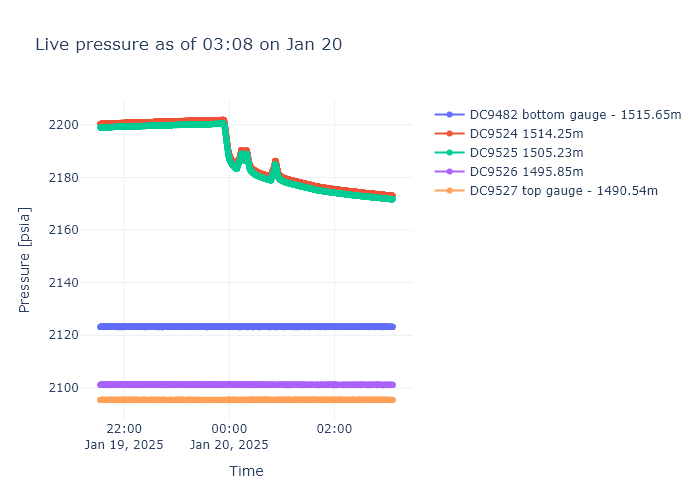 Live pressure as of 03:08 on Jan 20
DC9482 bottom gauge - 1515.65m
DC9524 1514.25m
DC9525 1505.23m
DC9526 1495.85m
DC9527 top gauge - 1490.54m
Pressure [psia]
2200
2180
2160
2140
2120
2100
22:00
Jan 19, 2025
00:00
Jan 20, 2025
02:00
Time